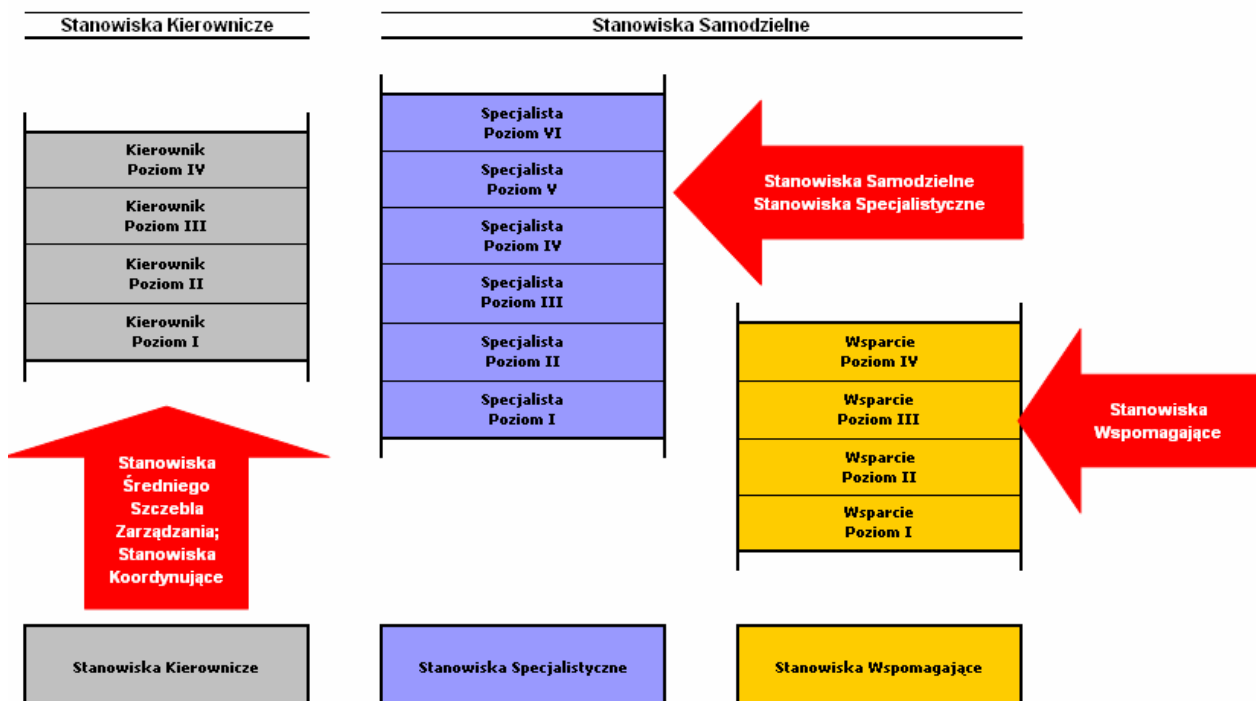 Stanowiska Kierownicze
Stanowiska Samodzielne
Kierownik
Poziom IV
Kierownik
Poziom III
Kierownik
Poziom II
Kierownik
Poziom I
Stanowiska
Średniego
Szczebla
Zarządzania;
Stanowiska
Koordynujące
Stanowiska Kierownicze
Specjalista
Poziom VI
Specjalista
Poziom V
Specjalista
Poziom IV
Specjalista
Poziom III
Specjalista
Poziom II
Specjalista
Poziom I
Stanowiska Specjalistyczne
Stanowiska Samodzielne
Stanowiska Specjalistyczne
Wsparcie
Poziom IV
Wsparcie
Poziom III
Wsparcie
Poziom II
Wsparcie
Poziom I
Stanowiska
Wspomagające
Stanowiska Wspomagające